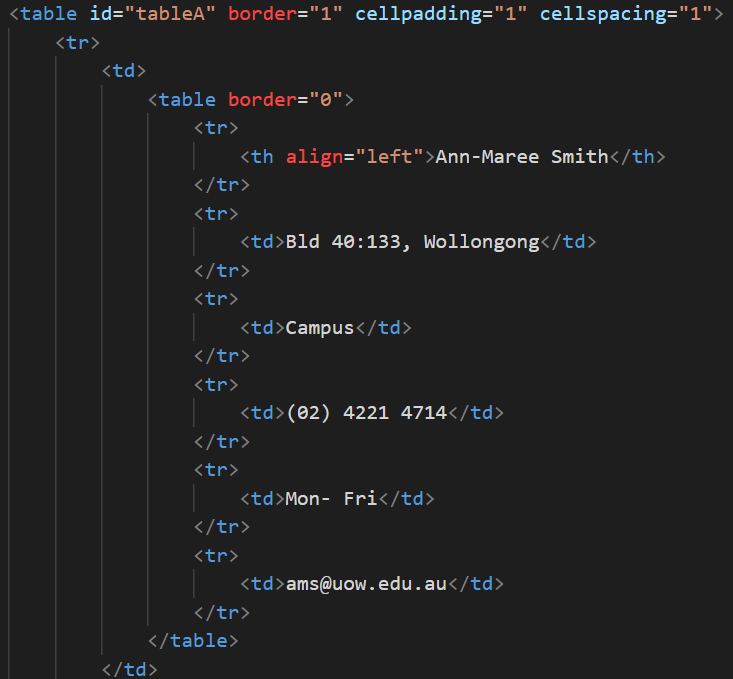 <table id="tableA" border="1" cellpadding="1" cellspacing="1">
    <tr>
        <td>
            <table border="0">
                <tr>
                    <th align="left">Ann-Maree Smith</th>
                </tr>
                <tr>
                    <td>Bld 40:133, Wollongong</td>
                </tr>
                <tr>
                    <td>Campus</td>
                </tr>
                <tr>
                    <td>(02) 4221 4714</td>
                </tr>
                <tr>
                    <td>Mon- Fri</td>
                </tr>
                <tr>
                    <td>ams@uow.edu.au</td>
                </tr>
            </table>
        </td>